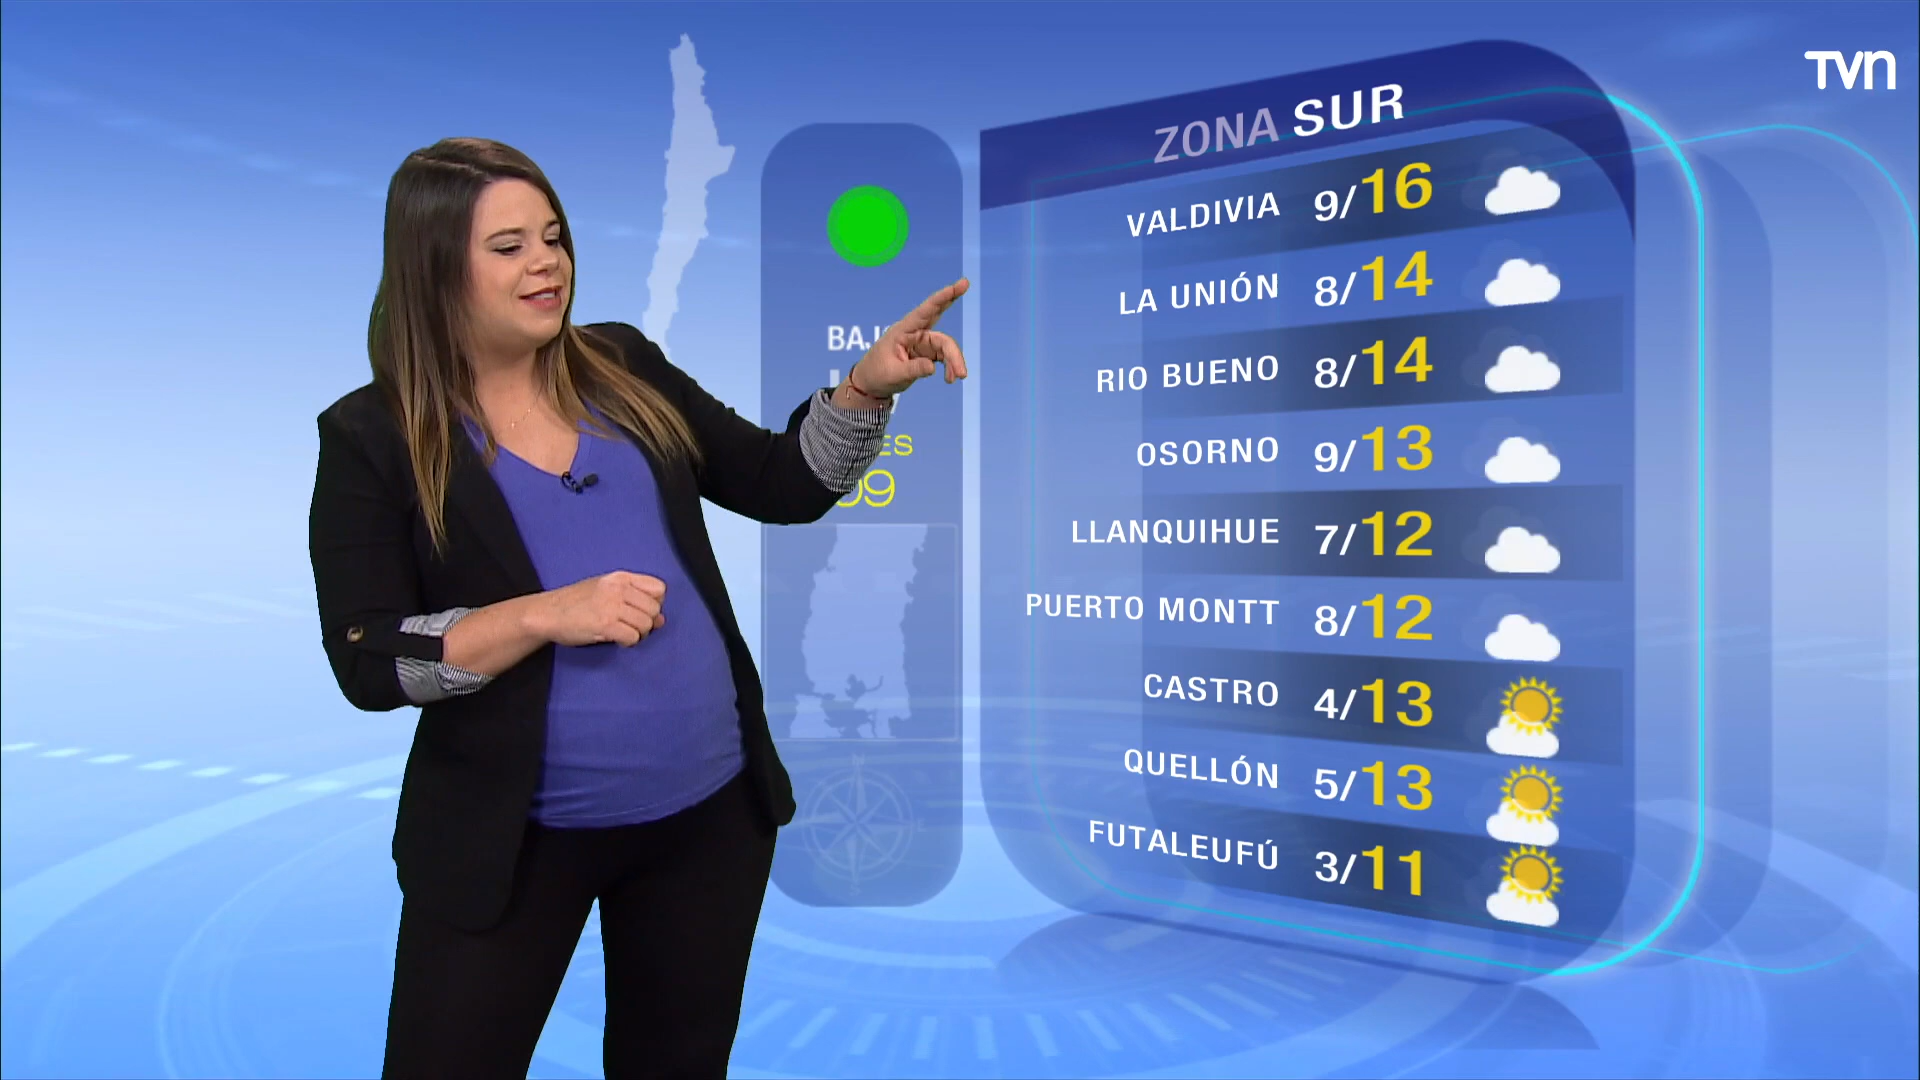 TVN
ZONA SUR
VALDIVIA 9/16
LA UNIÓN 8/14
RIO BUENO 8/14
OSORNO 9/13
LLANQUIHUE 7/12
PUERTO MONTT 8/12
CASTRO 4/13
QUELLÓN 5/13
FUTALEUFÚ 3/11
09